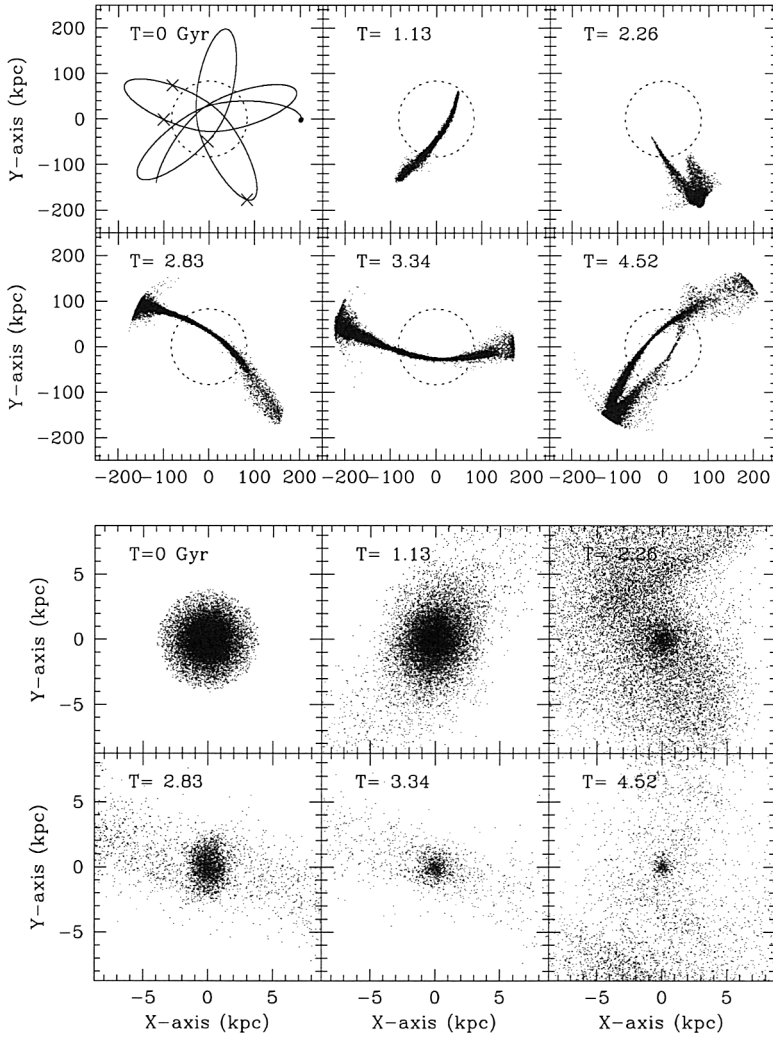 T=0 Gyr
1.13
2.26
200
100
0
−100
−200
Y−axis (kpc)
T= 2.83
T= 3.34
T= 4.52
200
100
0
−100
−200
Y−axis (kpc)
−200−100 0 100 200
−200−100 0 100 200
−200−100 0 100 200
T=0 Gyr
T= 1.13
T= 2.26
5
0
−5
Y−axis (kpc)
T= 2.83
T= 3.34
T= 4.52
5
0
−5
Y−axis (kpc)
−5 0 5
−5 0 5
−5 0 5
X−axis (kpc)
X−axis (kpc)
X−axis (kpc)